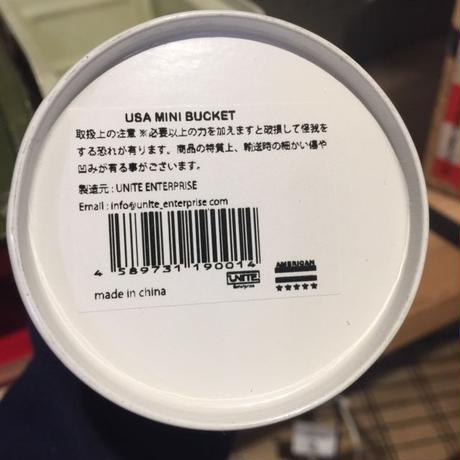 USA MINI BUCKET
取扱上の注意 ※必要以上の力を加えますと破損して怪我を
する恐れが有ります。商品の特質上、輸送時の細かい傷や
凹みが有る事がございます。
製造元 : UNITE ENTERPRISE
Email : info@unite_enterprise.com
4 589731 190014
UNITE
Enterprise
AMERICAN
made in china